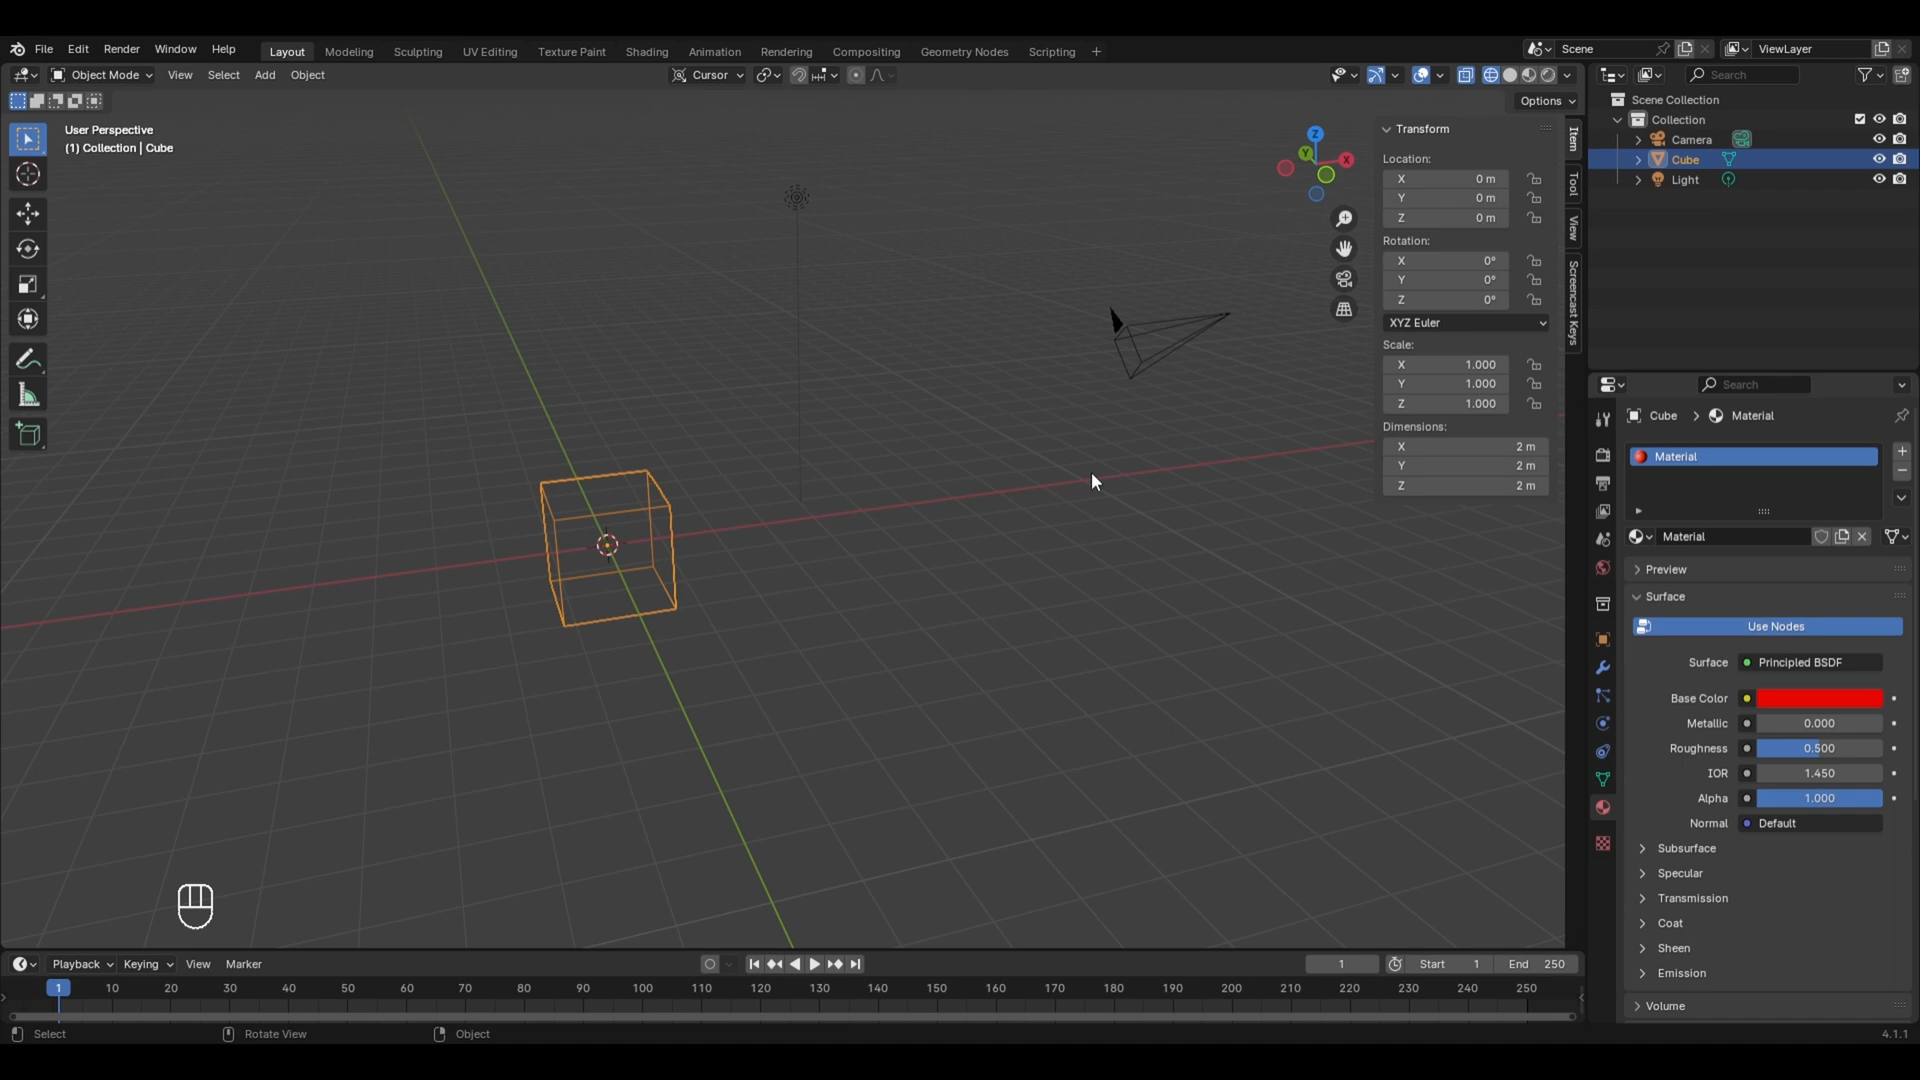 File Edit Render Window Help Layout Modeling Sculpting UV Editing Texture Paint Shading Animation Rendering Compositing Geometry Nodes Scripting + Scene ViewLayer
Object Mode View Select Add Object Cursor Search
Options
User Perspective
(1) Collection | Cube
Z
Y
X
Transform
Location:
X 0 m
Y 0 m
Z 0 m
Rotation:
X 0°
Y 0°
Z 0°
XYZ Euler
Scale:
X 1.000
Y 1.000
Z 1.000
Dimensions:
X 2 m
Y 2 m
Z 2 m
Item
Tool
View
Screencast Keys
Scene Collection
Collection
Camera
Cube
Light
Search
Cube > Material
Material
Material
Preview
Surface
Use Nodes
Surface Principled BSDF
Base Color
Metallic 0.000
Roughness 0.500
IOR 1.450
Alpha 1.000
Normal Default
Subsurface
Specular
Transmission
Coat
Sheen
Emission
Volume
Playback Keying View Marker 1 Start 1 End 250
1 10 20 30 40 50 60 70 80 90 100 110 120 130 140 150 160 170 180 190 200 210 220 230 240 250
Select Rotate View Object 4.1.1